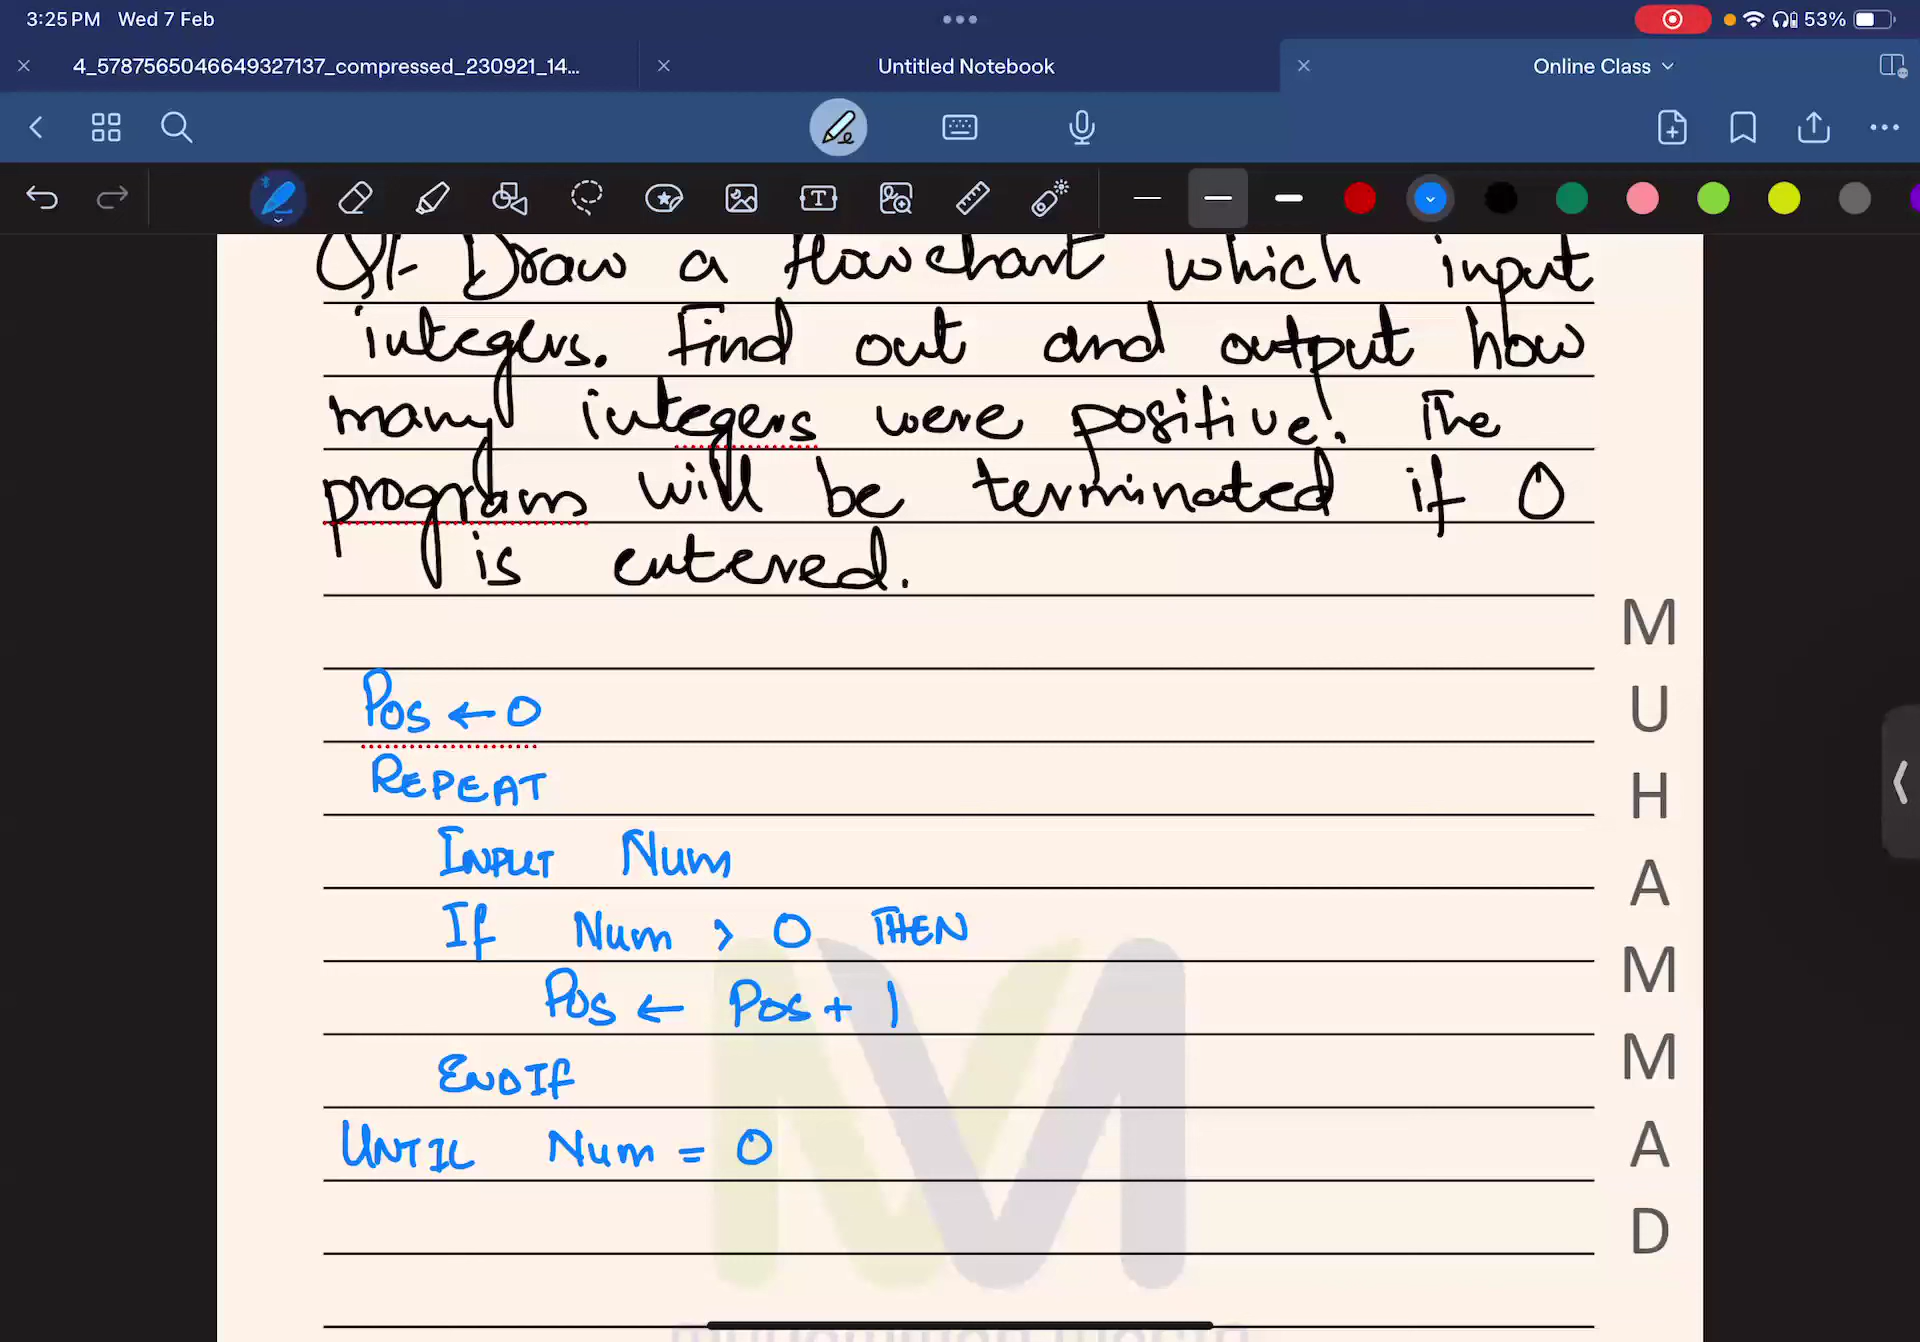 3:25 PM Wed 7 Feb 53%
4_5787565046649327137_compressed_230921_14... Untitled Notebook Online Class
Q1- Draw a flowchart which input
integers. Find out and output how
many integers were positive. The
program will be terminated if 0
is entered.
Pos ← 0
REPEAT
INPUT Num
If Num > 0 THEN
Pos ← Pos + 1
ENDIF
UNTIL Num = 0
MUHAMMAD